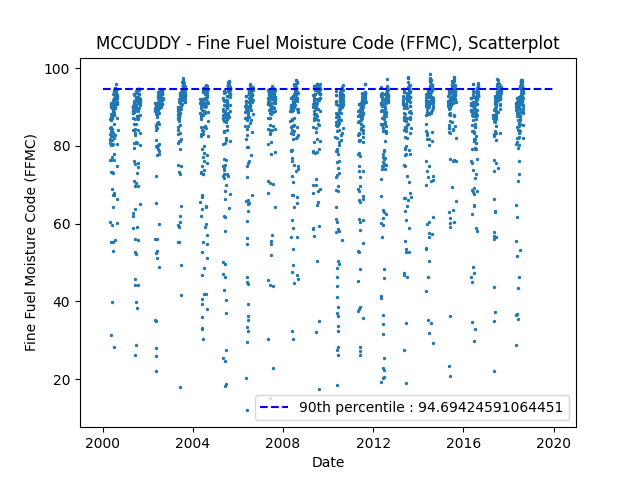 MCCUDDY - Fine Fuel Moisture Code (FFMC), Scatterplot
Fine Fuel Moisture Code (FFMC)
100
80
60
40
20
90th percentile : 94.69424591064451
2000 2004 2008 2012 2016 2020
Date